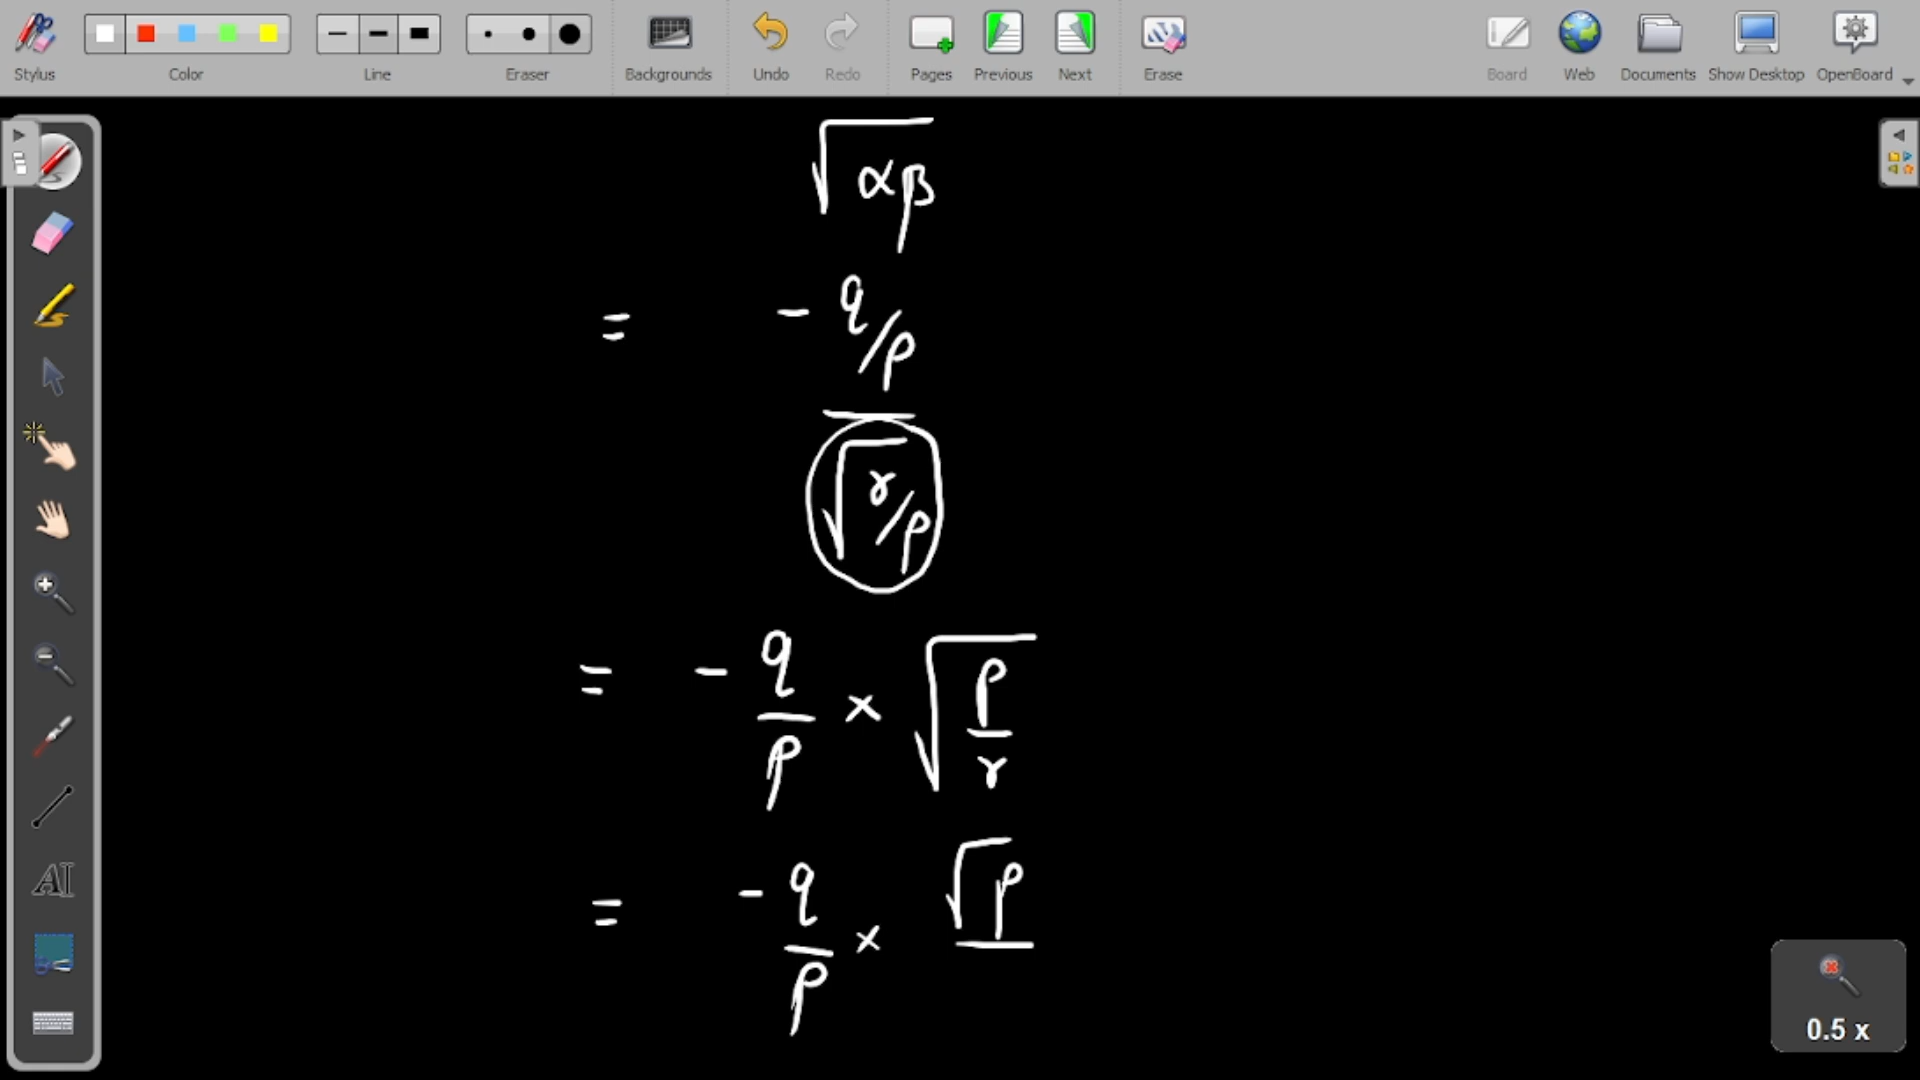 Stylus Color Line Eraser Backgrounds Undo Redo Pages Previous Next Erase Board Web Documents Show Desktop OpenBoard
√αβ
= - q/p
√r/p
= - q/p × √p/r
= - q/p × √p
AI
0.5 x